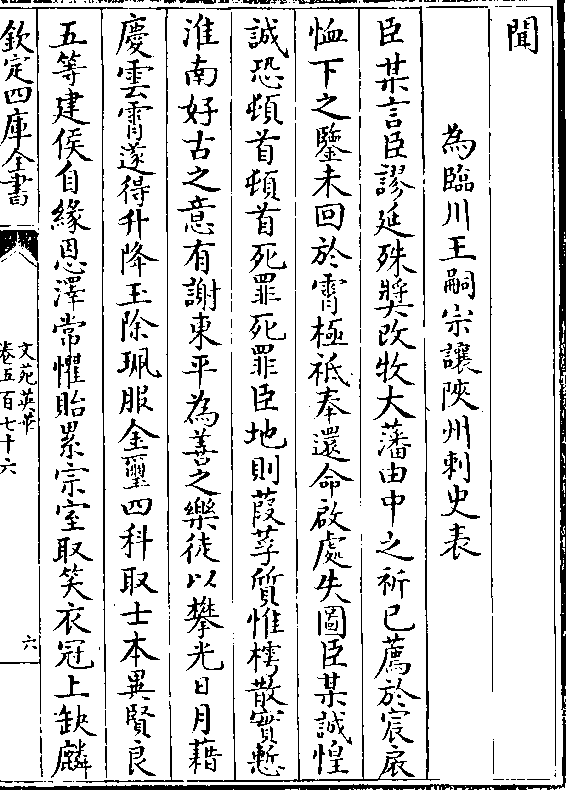 聞
為臨川王嗣宗讓陜州刺史表
臣某言臣謬延殊奬改牧大藩由中之祈已薦於宸扆
恤下之鑒未回於霄極祗奉還命啟處失圖臣某誠惶
誠恐頓首頓首死罪死罪臣地則葭莩質惟樗散實慙
淮南好古之意有謝東平為善之樂徒以攀光日月藉
慶雲霄遂得升降玉除珮服金璽四科取士本異賢良
五等建侯自緣恩澤常懼貽累宗室取笑衣冠上缺麟
欽定四庫全書
文苑英華
卷五百七十六
六